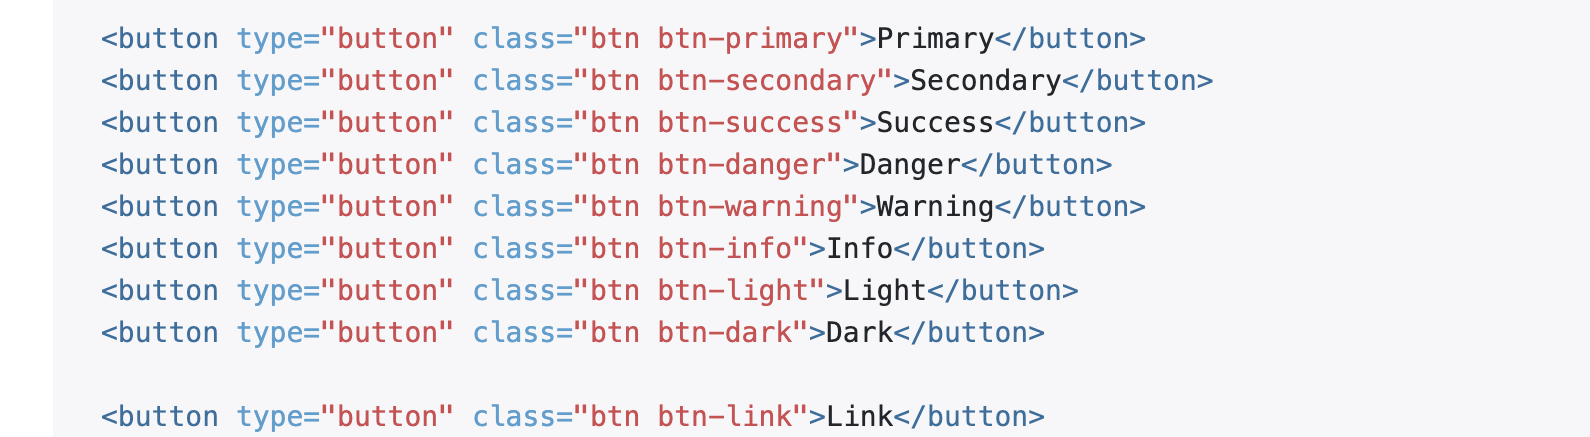 <button type="button" class="btn btn-primary">Primary</button>
<button type="button" class="btn btn-secondary">Secondary</button>
<button type="button" class="btn btn-success">Success</button>
<button type="button" class="btn btn-danger">Danger</button>
<button type="button" class="btn btn-warning">Warning</button>
<button type="button" class="btn btn-info">Info</button>
<button type="button" class="btn btn-light">Light</button>
<button type="button" class="btn btn-dark">Dark</button>

<button type="button" class="btn btn-link">Link</button>